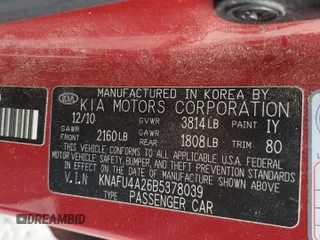 MANUFACTURED IN KOREA BY
KIA KIA MOTORS CORPORATION
12/10 GVWR 3814LB PAINT IY
GAWR FRONT 2160LB GAWR REAR 1808LB TRIM 80
THIS VEHICLE CONFORMS TO ALL APPLICABLE U.S.A. FEDERAL
MOTOR VEHICLE SAFETY, BUMPER, AND THEFT PREVENTION STANDARDS
IN EFFECT ON THE DATE OF MANUFACTURE SHOWN ABOVE.
V.I.N KNAFU4A26B5378039
TYPE: PASSENGER CAR
DREAMBID